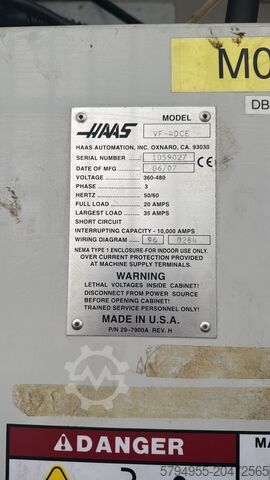 MO
DB
HAAS
MODEL
VF-4DCE
HAAS AUTOMATION, INC. OXNARD, CA. 93030
SERIAL NUMBER 1059027
CE
DATE OF MFG 06/07
VOLTAGE 360-480
PHASE 3
HERTZ 50/60
FULL LOAD 20 AMPS
LARGEST LOAD 35 AMPS
SHORT CIRCUIT
INTERRUPTING CAPACITY - 10,000 AMPS
WIRING DIAGRAM 96 0284
NEMA TYPE 1 ENCLOSURE-FOR INDOOR USE ONLY.
OVER CURRENT PROTECTION PROVIDED
AT MACHINE SUPPLY TERMINALS.
WARNING
LETHAL VOLTAGES INSIDE CABINET!
DISCONNECT FROM POWER SOURCE
BEFORE OPENING CABINET!
TRAINED SERVICE PERSONNEL ONLY!
MADE IN U.S.A.
P/N 29-7900A REV. H
DANGER
MA
5794955-20472565